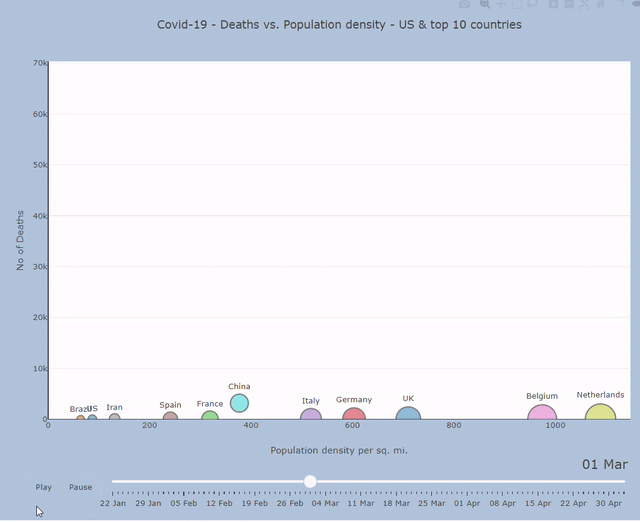 Covid-19 - Deaths vs. Population density - US & top 10 countries
70k
60k
50k
40k
30k
20k
10k
0
No of Deaths
Brazil
US
Iran
Spain
France
China
Italy
Germany
UK
Belgium
Netherlands
0 200 400 600 800 1000
Population density per sq. mi.
01 Mar
Play Pause
22 Jan 29 Jan 05 Feb 12 Feb 19 Feb 26 Feb 04 Mar 11 Mar 18 Mar 25 Mar 01 Apr 08 Apr 15 Apr 22 Apr 30 Apr